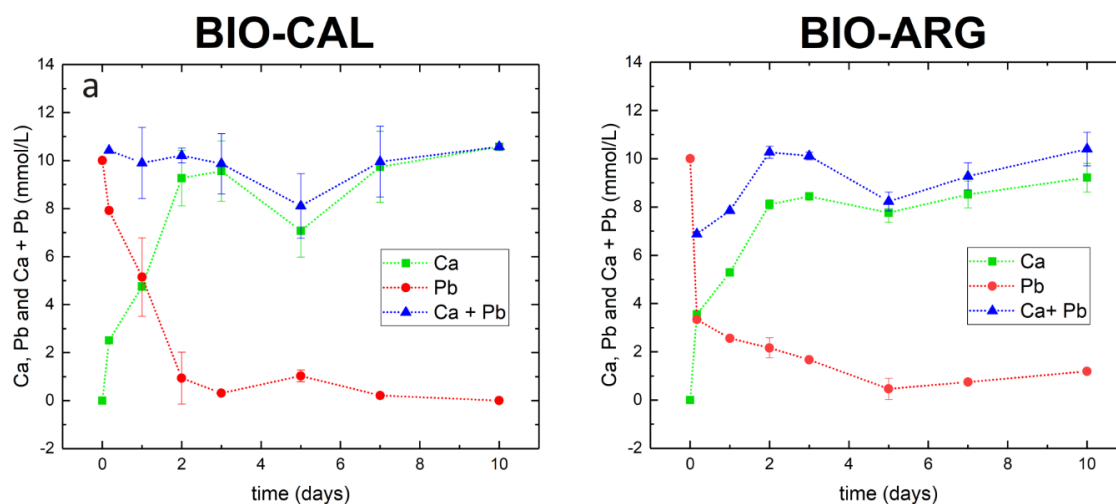 BIO-CAL
a
14
12
10
8
6
4
2
0
-2
Ca, Pb and Ca + Pb (mmol/L)
Ca
Pb
Ca + Pb
0 2 4 6 8 10
time (days)
BIO-ARG
14
12
10
8
6
4
2
0
-2
Ca, Pb and Ca + Pb (mmol/L)
Ca
Pb
Ca+ Pb
0 2 4 6 8 10
time (days)